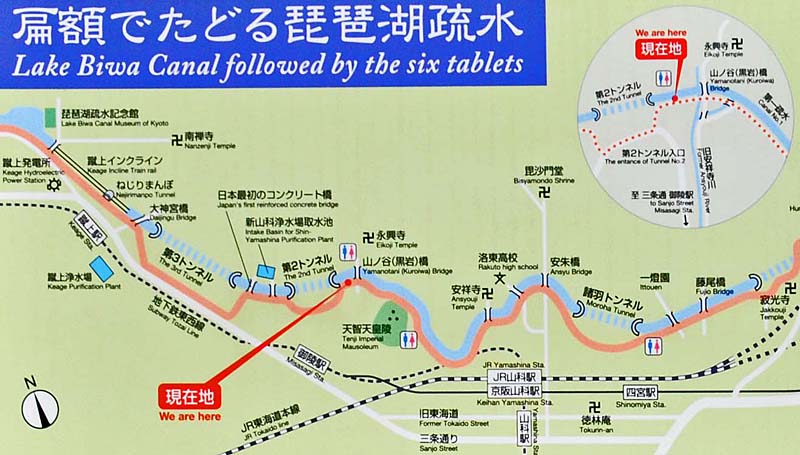 扁額でたどる琵琶湖疏水
Lake Biwa Canal followed by the six tablets
We are here
現在地
永興寺
Eikoji Temple
山ノ谷(黒岩)橋
Yamanotani (Kuroiwa)
Bridge
第2トンネル
The 2nd Tunnel
第一疏水
Canal No.1
第2トンネル入口
The entance of Tunnel No.2
旧安祥寺川
Former Ansyouji River
至 三条通 御陵駅
to Sanjo Street
Misasagi Sta.
琵琶湖疏水記念館
Lake Biwa Canal Museum of Kyoto
南禅寺
Nanzenji Temple
蹴上発電所
Keage Hydroelectric
Power Station
蹴上インクライン
Keage Incline Train rail
ねじりまんぽ
Nejirimanpo Tunnel
大神宮橋
Daijingu Bridge
日本最初のコンクリート橋
Japan's first reinforced concrete bridge
新山科浄水場取水池
Intake Basin for Shin-
Yamashina Purification Plant
蹴上駅
Keage Sta.
蹴上浄水場
Keage Purification Plant
第3トンネル
The 3rd Tunnel
第2トンネル
The 2nd Tunnel
永興寺
Eikoji Temple
山ノ谷(黒岩)橋
Yamanotani (Kuroiwa) Bridge
毘沙門堂
Bisyamondo Shrine
洛東高校
Rakuto high school
安朱橋
Ansyu Bridge
安祥寺
Ansyouji
Temple
諸羽トンネル
Moroha Tunnel
一燈園
Ittouen
藤尾橋
Fujio Bridge
寂光寺
Jakkouji
Temple
地下鉄東西線
Subway Tozai Line
天智天皇陵
Tenji Imperial
Mausoleum
御陵駅
Misasagi Sta.
現在地
We are here
JR Yamashina Sta.
JR山科駅
京阪山科駅
Keihan Yamashina Sta.
四宮駅
Shinomiya Sta.
JR東海道本線
JR Tokaido line
旧東海道
Former Tokaido Street
三条通り
Sanjo Street
山科駅
Yamashina Sta.
徳林庵
Tokurin-an
N